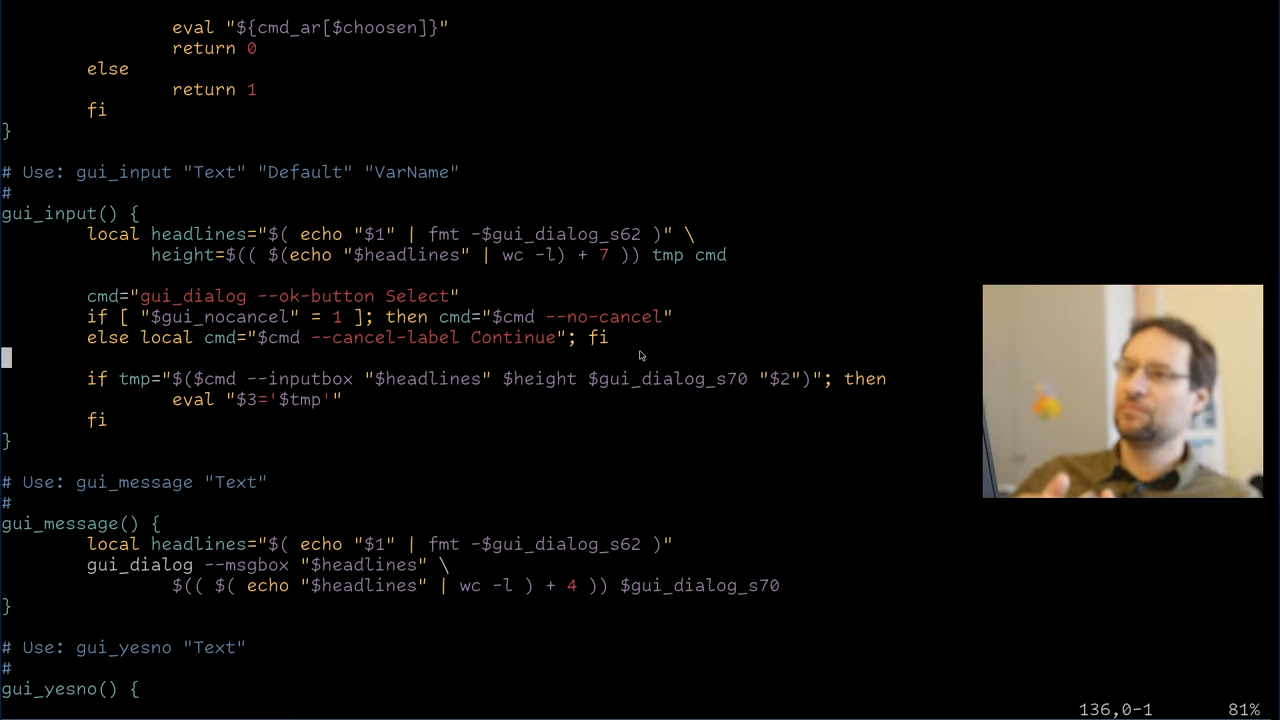 eval "${cmd_ar[$choosen]}"
return 0
else
return 1
fi
}
# Use: gui_input "Text" "Default" "VarName"
#
gui_input() {
local headlines="$( echo "$1" | fmt -$gui_dialog_s62 )" \
height=$(( $(echo "$headlines" | wc -l) + 7 )) tmp cmd
cmd="gui_dialog --ok-button Select"
if [ "$gui_nocancel" = 1 ]; then cmd="$cmd --no-cancel"
else local cmd="$cmd --cancel-label Continue"; fi
if tmp="$($cmd --inputbox "$headlines" $height $gui_dialog_s70 "$2")"; then
eval "$3='$tmp'"
fi
}
# Use: gui_message "Text"
#
gui_message() {
local headlines="$( echo "$1" | fmt -$gui_dialog_s62 )"
gui_dialog --msgbox "$headlines" \
$(( $( echo "$headlines" | wc -l ) + 4 )) $gui_dialog_s70
}
# Use: gui_yesno "Text"
#
gui_yesno() {
136,0-1 81%